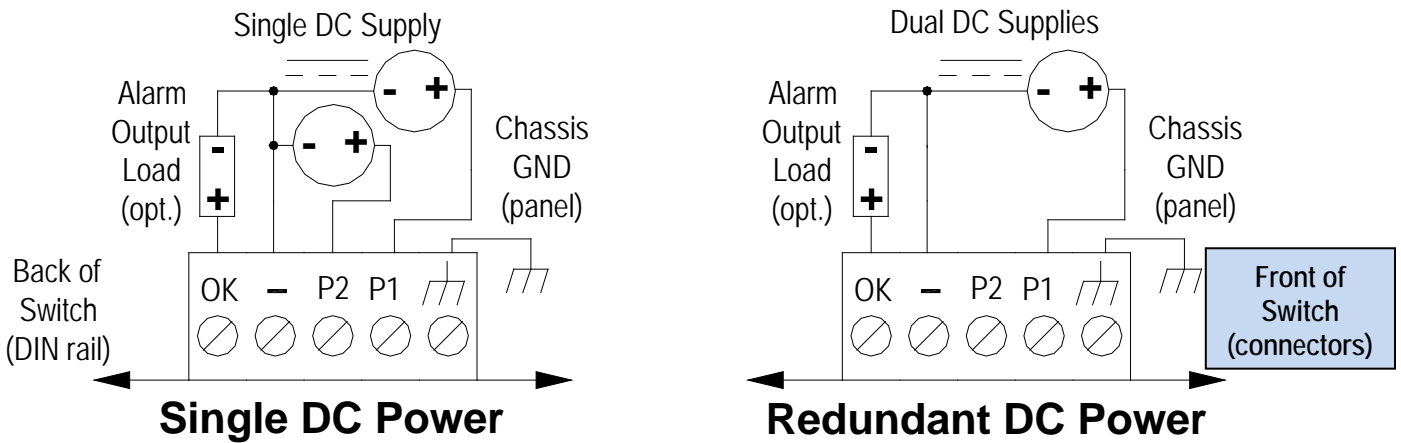 Single DC Supply
- +
- +
Alarm
Output
Load
(opt.)
-
+
Chassis
GND
(panel)
Back of
Switch
(DIN rail)
OK – P2 P1
Single DC Power
Dual DC Supplies
- +
Alarm
Output
Load
(opt.)
-
+
Chassis
GND
(panel)
OK – P2 P1
Front of
Switch
(connectors)
Redundant DC Power